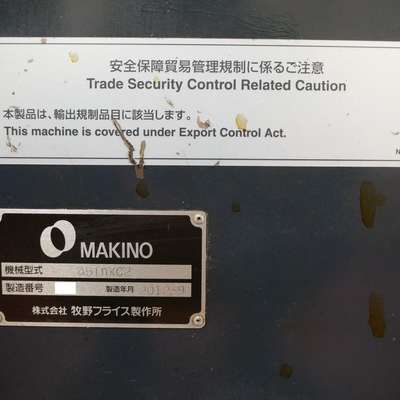 安全保障貿易管理規制に係るご注意
Trade Security Control Related Caution
本製品は、輸出規制品目に該当します。
This machine is covered under Export Control Act.
N
MAKINO
機械型式
製造番号 製造年月
株式会社 牧野フライス製作所